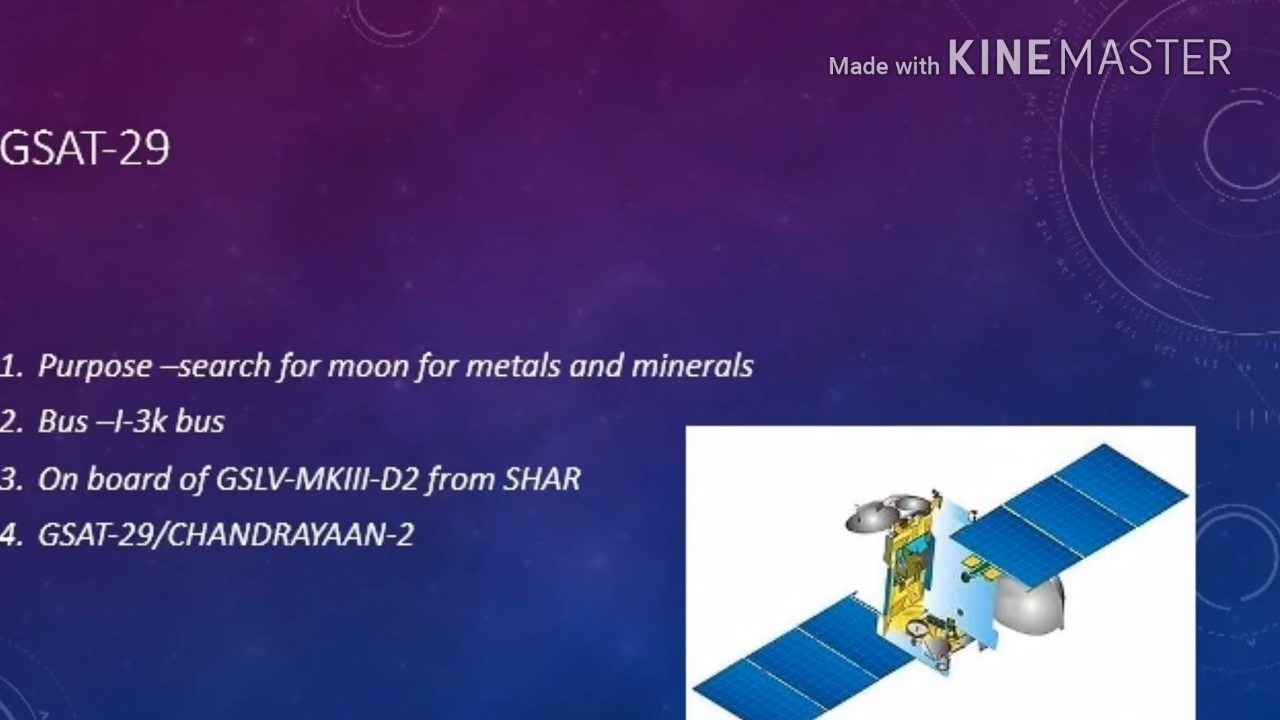 Made with KINEMASTER
GSAT-29
1. Purpose –search for moon for metals and minerals
2. Bus –I-3k bus
3. On board of GSLV-MKIII-D2 from SHAR
4. GSAT-29/CHANDRAYAAN-2